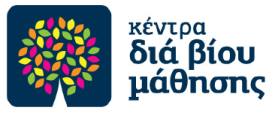 κέντρα
διά βίου
μάθησης